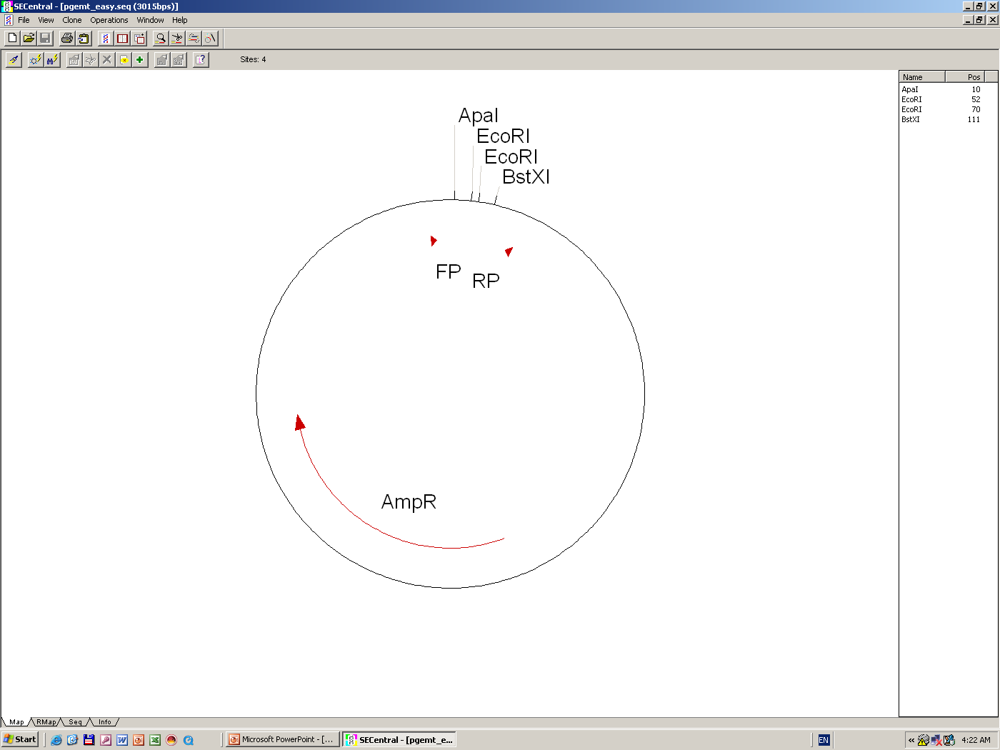 SECentral - [pgemt_easy.seq (3015bps)]
File View Clone Operations Window Help
Sites: 4
Name Pos
ApaI 10
EcoRI 52
EcoRI 70
BstXI 111
ApaI
EcoRI
EcoRI
BstXI
FP
RP
AmpR
Map RMap Seq Info
Start Microsoft PowerPoint - [... SECentral - [pgemt_e... EN « 4:22 AM